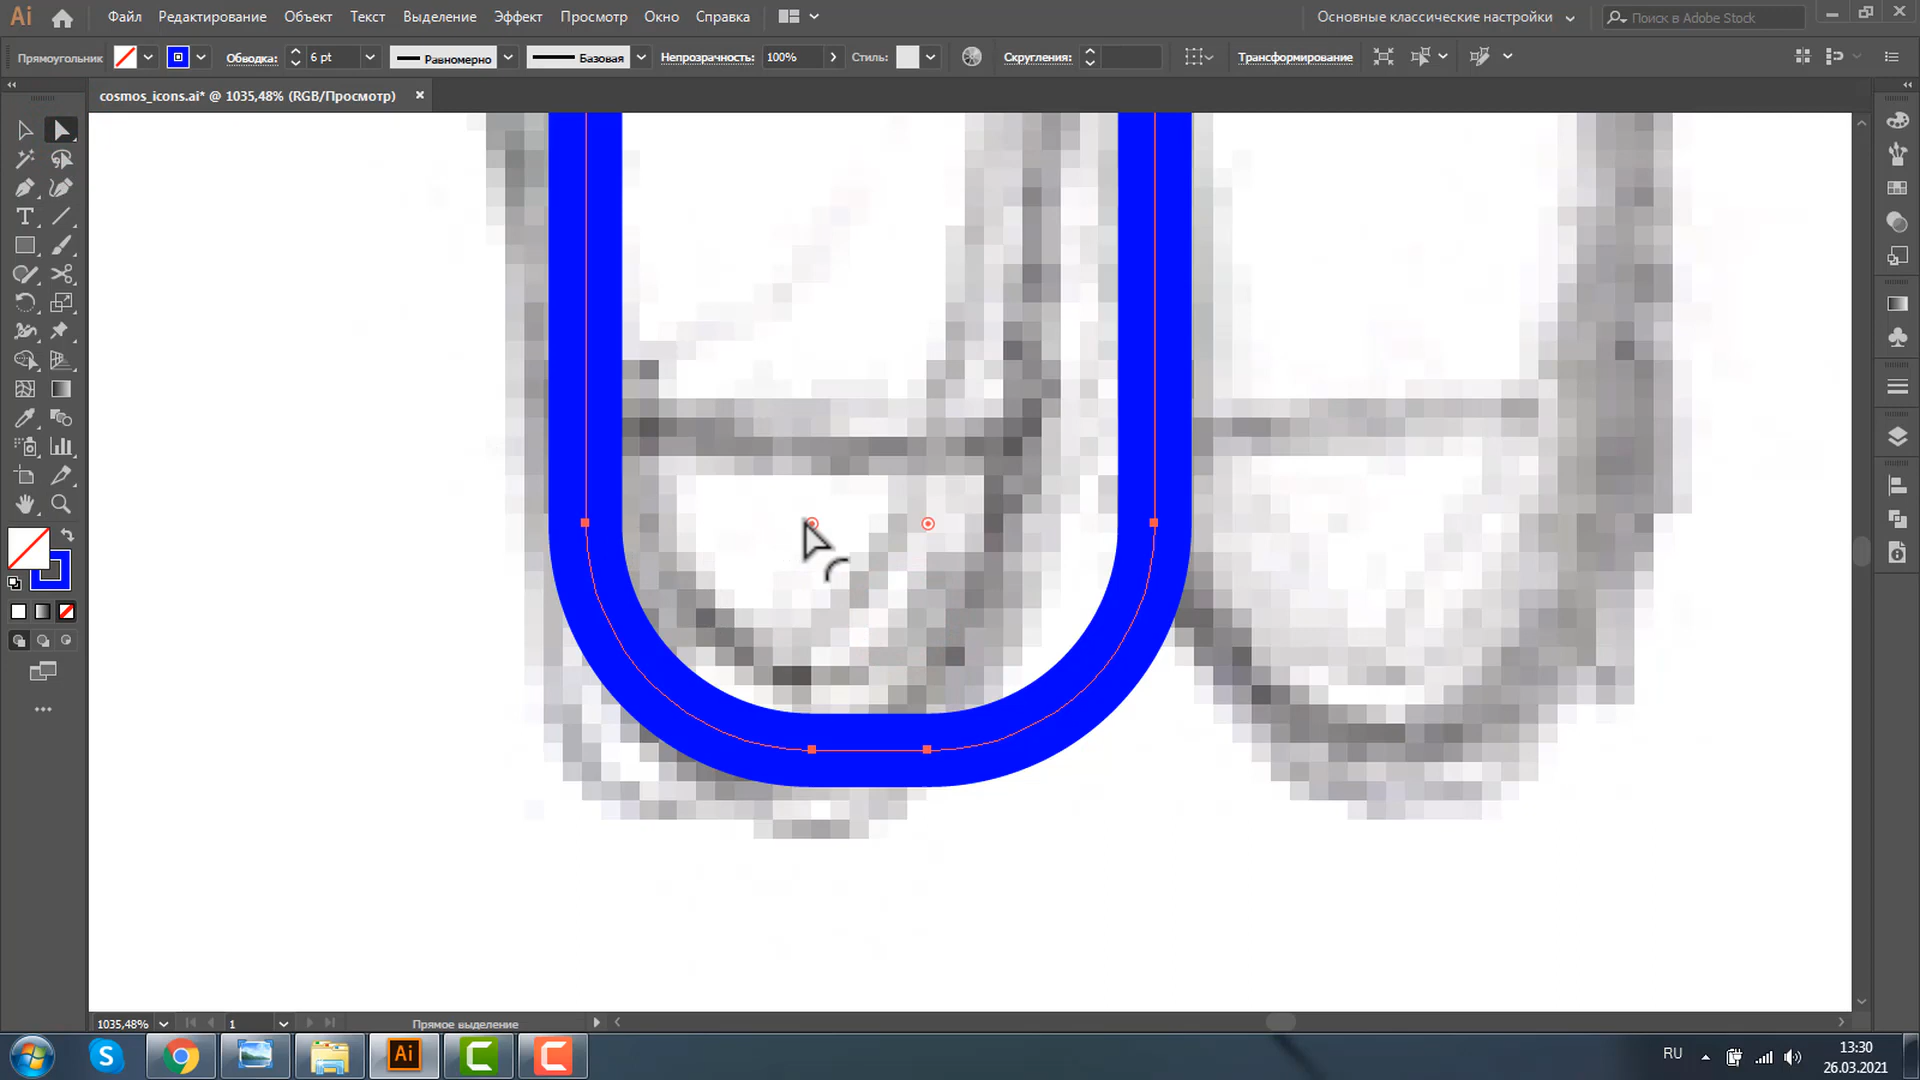 Ai Файл Редактирование Объект Текст Выделение Эффект Просмотр Окно Справка Основные классические настройки Поиск в Adobe Stock
Прямоугольник Обводка: 6 pt Равномерно Базовая Непрозрачность: 100% Стиль: Скругления: Трансформирование
cosmos_icons.ai* @ 1035,48% (RGB/Просмотр)
1035,48% 1 Прямое выделение
S Ai C C RU 13:30
26.03.2021